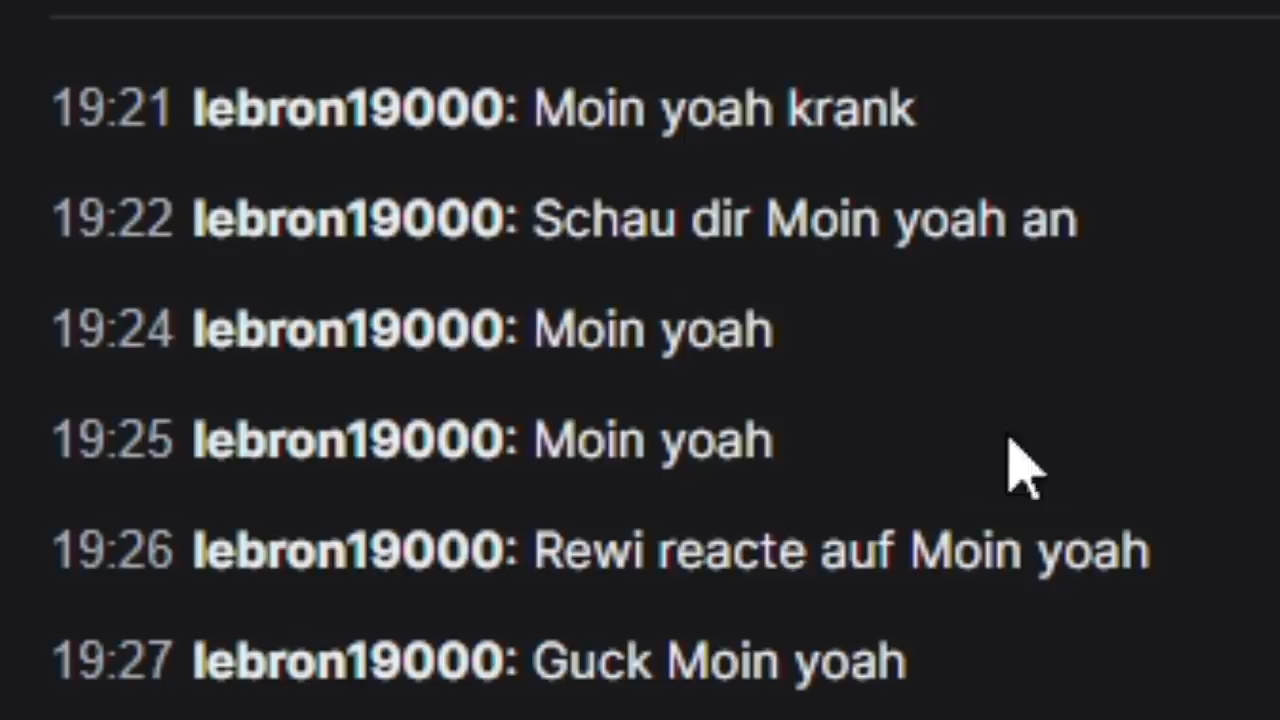 19:21 lebron19000: Moin yoah krank
19:22 lebron19000: Schau dir Moin yoah an
19:24 lebron19000: Moin yoah
19:25 lebron19000: Moin yoah
19:26 lebron19000: Rewi reacte auf Moin yoah
19:27 lebron19000: Guck Moin yoah